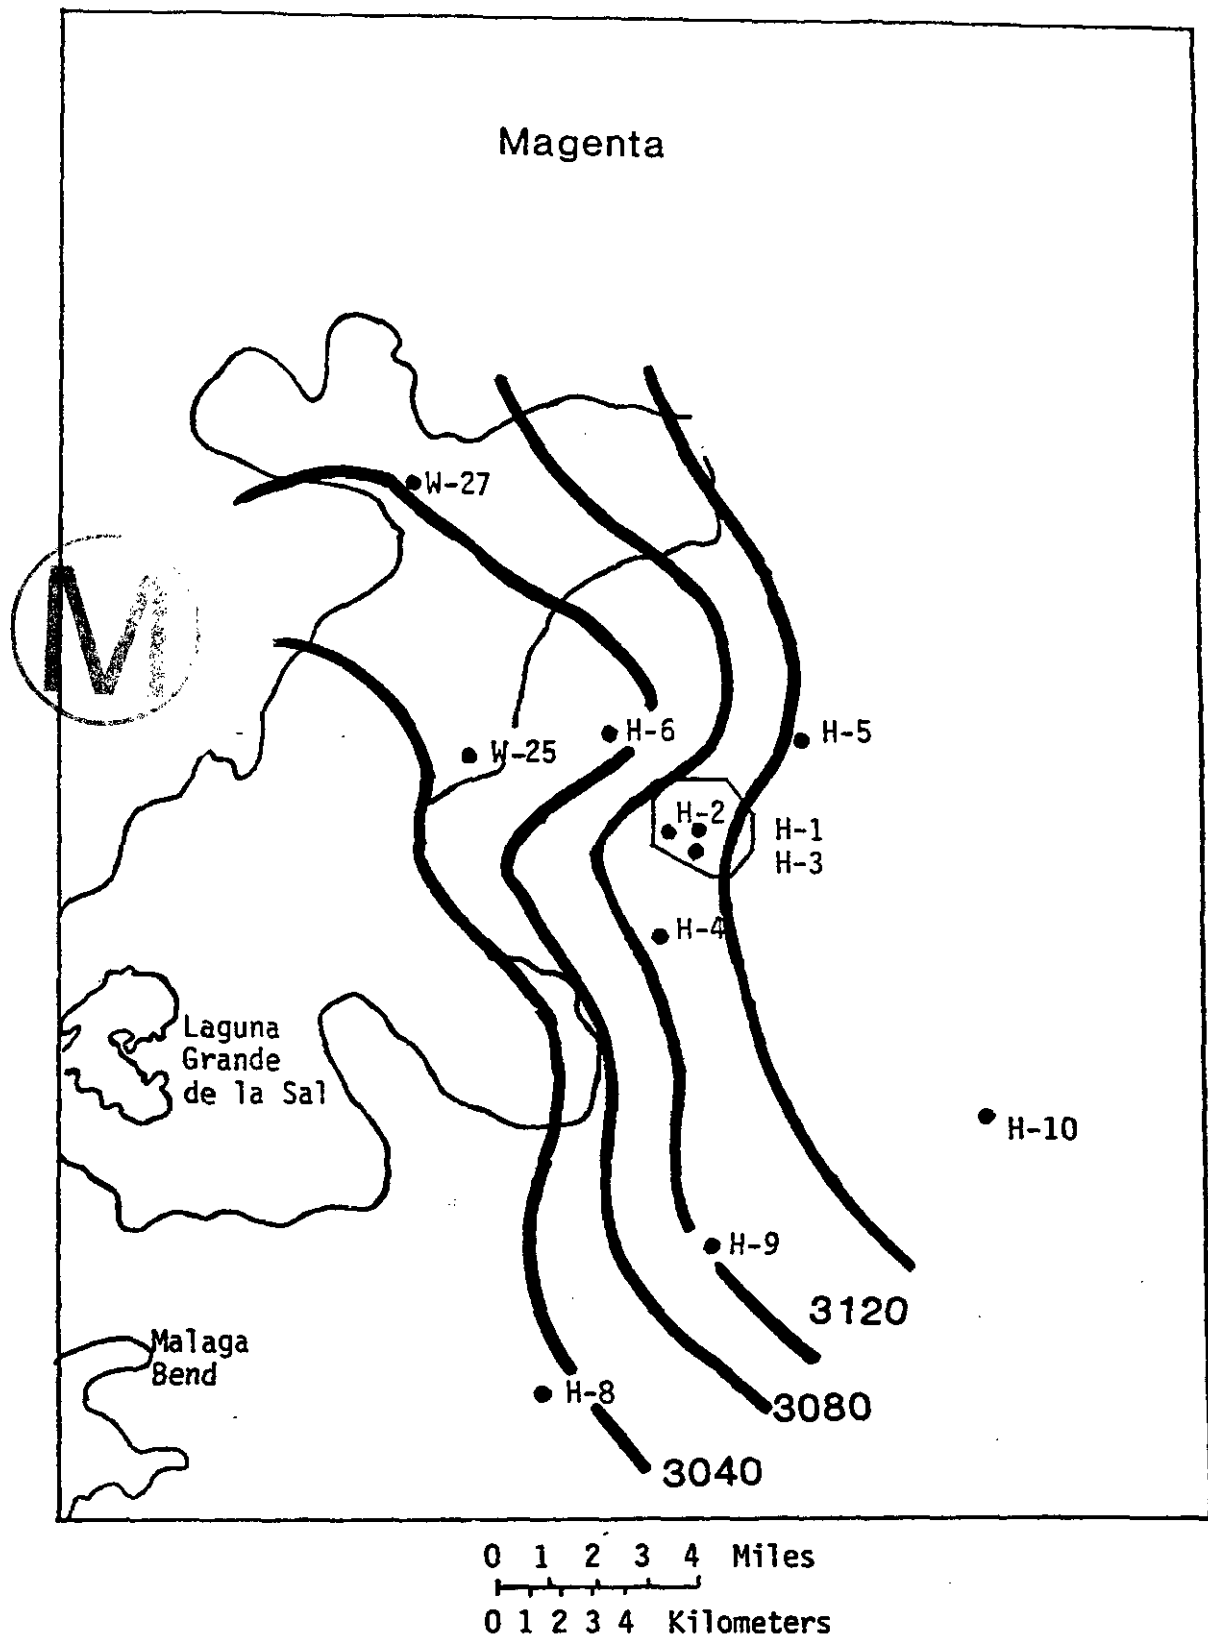 Magenta
W-27
M
H-6
H-5
W-25
H-2
H-1
H-3
H-4
Laguna
Grande
de la Sal
H-10
H-9
3120
Malaga
Bend
H-8
3080
3040
0 1 2 3 4 Miles
0 1 2 3 4 Kilometers